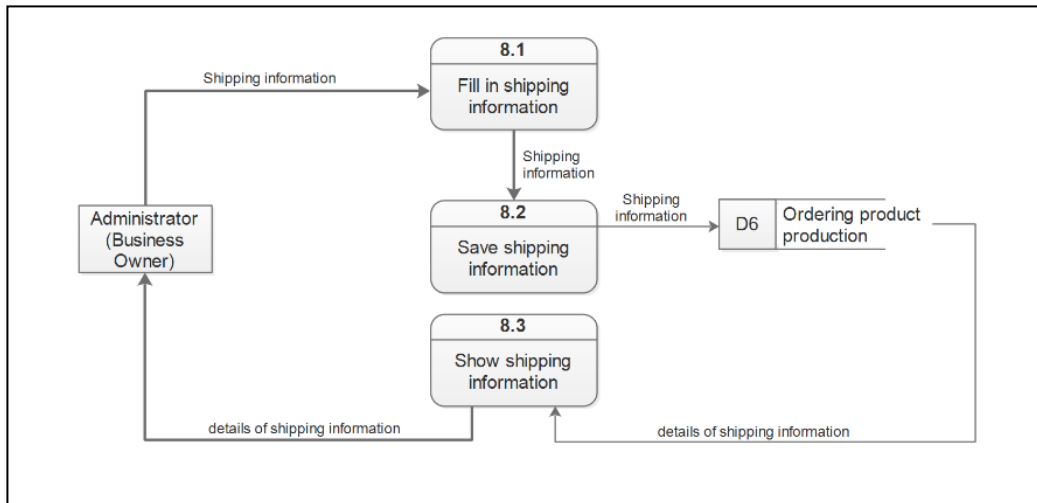 8.1
Fill in shipping
information
Shipping information
Shipping
information
8.2
Save shipping
information
Shipping
information
D6
Ordering product
production
Administrator
(Business
Owner)
8.3
Show shipping
information
details of shipping information
details of shipping information